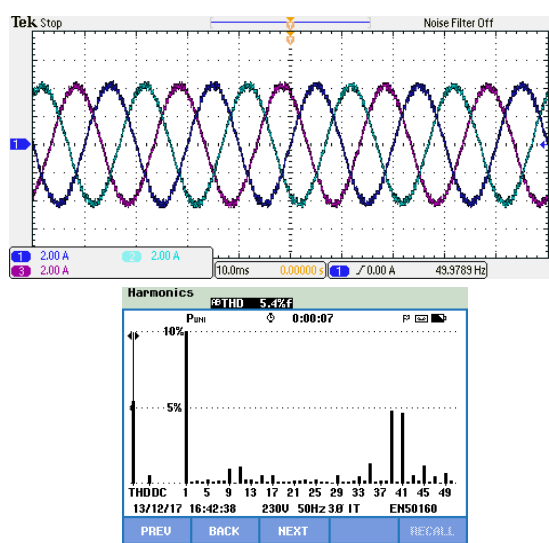 Tek Stop Noise Filter Off
1
1 2.00 A 2 2.00 A
3 2.00 A 10.0ms 0.00000 s 1 0.00 A 49.9789 Hz
Harmonics
THD 5.4%f
PUNI 0:00:07
10%
5%
THDDC 1 5 9 13 17 21 25 29 33 37 41 45 49
13/12/17 16:42:38 230V 50Hz 3Ø IT EN50160
PREV BACK NEXT RECALL